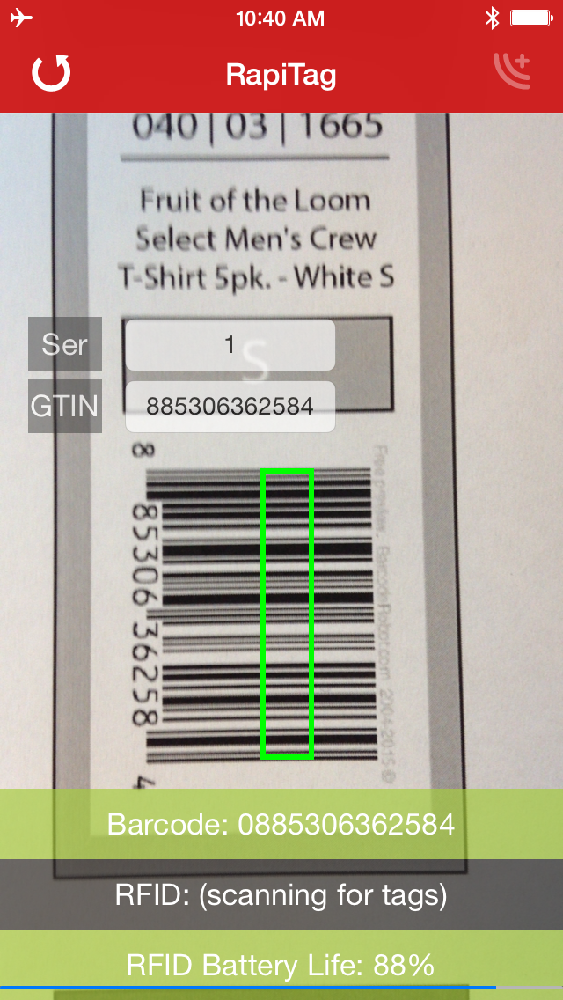 10:40 AM
RapiTag
040 | 03 | 1665
Fruit of the Loom
Select Men's Crew
T-Shirt 5pk. - White S
Ser
1
S
GTIN
885306362584
8 85306 36258 4
Free preview. BarcodeRobot.com 2004-2015 ©
Barcode: 0885306362584
RFID: (scanning for tags)
RFID Battery Life: 88%